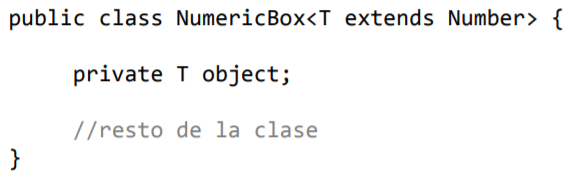 public class NumericBox<T extends Number> {
private T object;
//resto de la clase
}